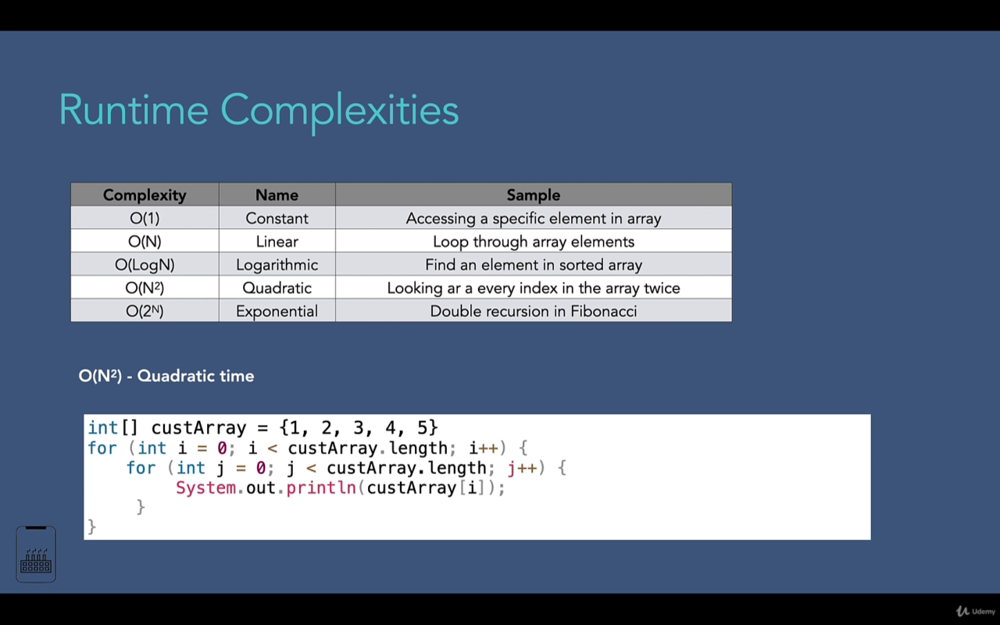 Runtime Complexities
Complexity Name Sample
O(1) Constant Accessing a specific element in array
O(N) Linear Loop through array elements
O(LogN) Logarithmic Find an element in sorted array
O(N²) Quadratic Looking ar a every index in the array twice
O(2ᴺ) Exponential Double recursion in Fibonacci
O(N²) - Quadratic time
int[] custArray = {1, 2, 3, 4, 5}
for (int i = 0; i < custArray.length; i++) {
for (int j = 0; j < custArray.length; j++) {
System.out.println(custArray[i]);
}
}
Udemy